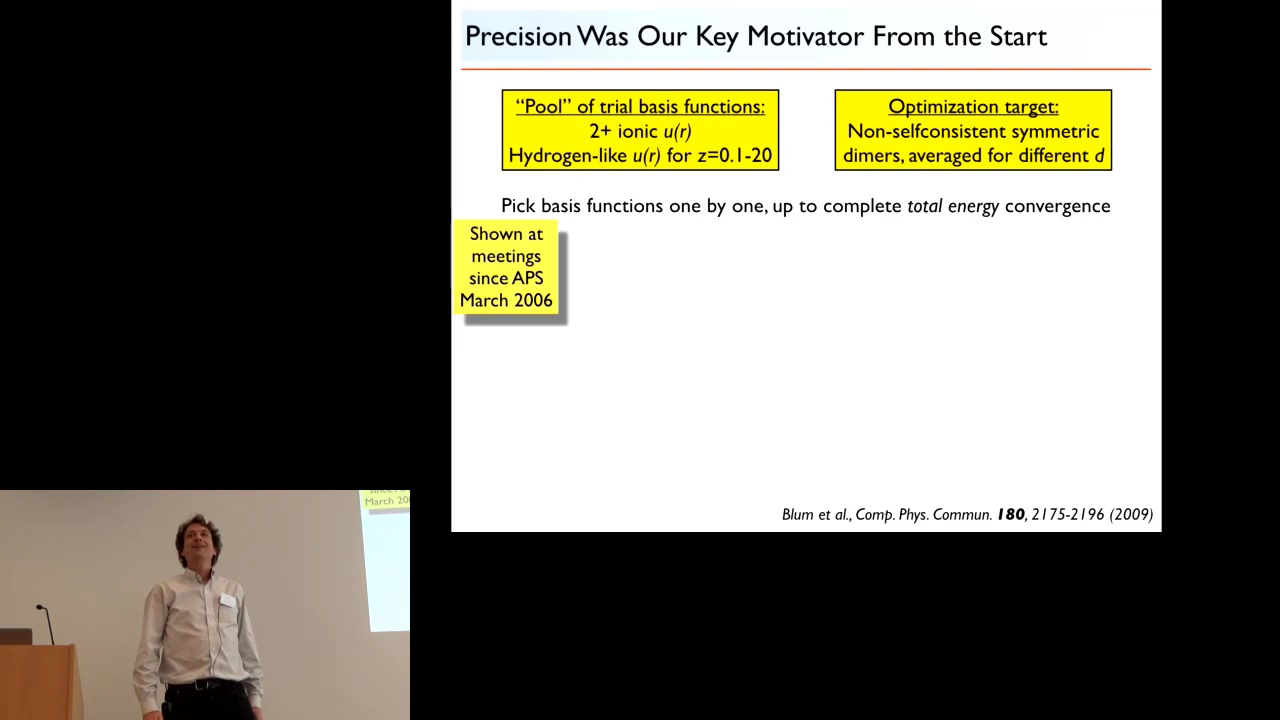 Precision Was Our Key Motivator From the Start
“Pool” of trial basis functions:
2+ ionic u(r)
Hydrogen-like u(r) for z=0.1-20
Optimization target:
Non-selfconsistent symmetric
dimers, averaged for different d
Pick basis functions one by one, up to complete total energy convergence
Shown at
meetings
since APS
March 2006
Blum et al., Comp. Phys. Commun. 180, 2175-2196 (2009)
March 20